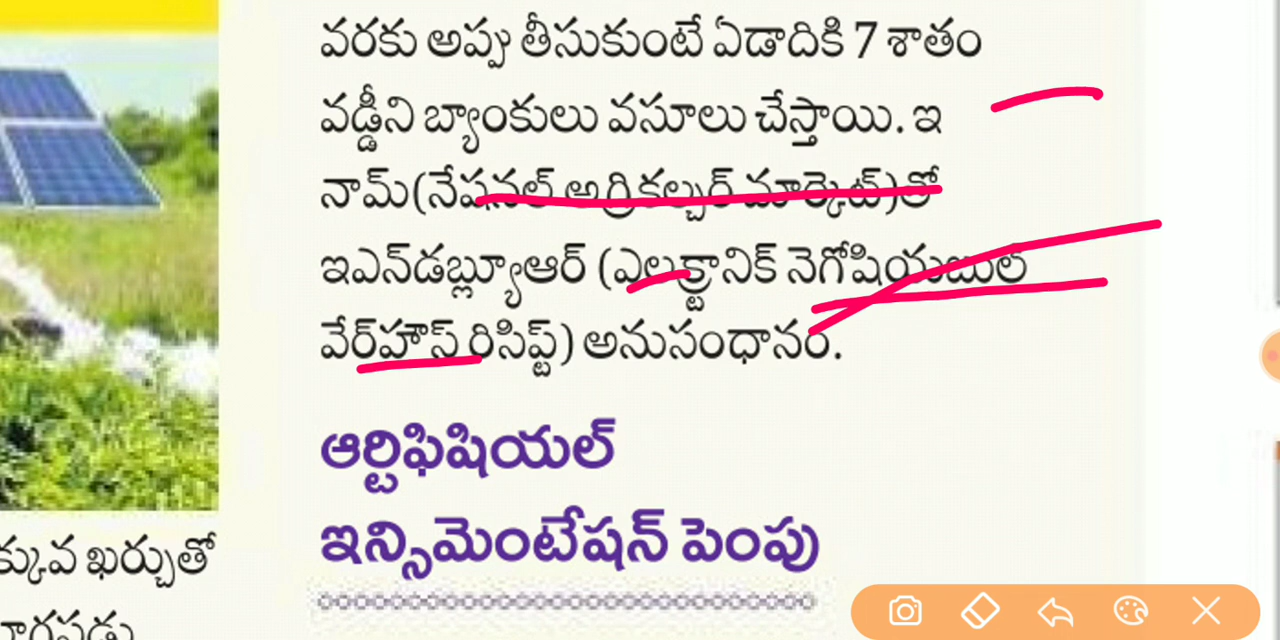 వరకు అప్పు తీసుకుంటే ఏడాదికి 7 శాతం
వడ్డీని బ్యాంకులు వసూలు చేస్తాయి. ఇ
నామ్(నేషనల్ అగ్రికల్చర్ మార్కెట్)తో
ఇఎన్‌డబ్ల్యూఆర్ (ఎలక్ట్రానిక్ నెగోషియబుల్
వేర్‌హౌస్ రిసిప్ట్) అనుసంధానం.
ఆర్టిఫిషియల్
ఇన్సిమెంటేషన్ పెంపు
క్కువ ఖర్చుతో